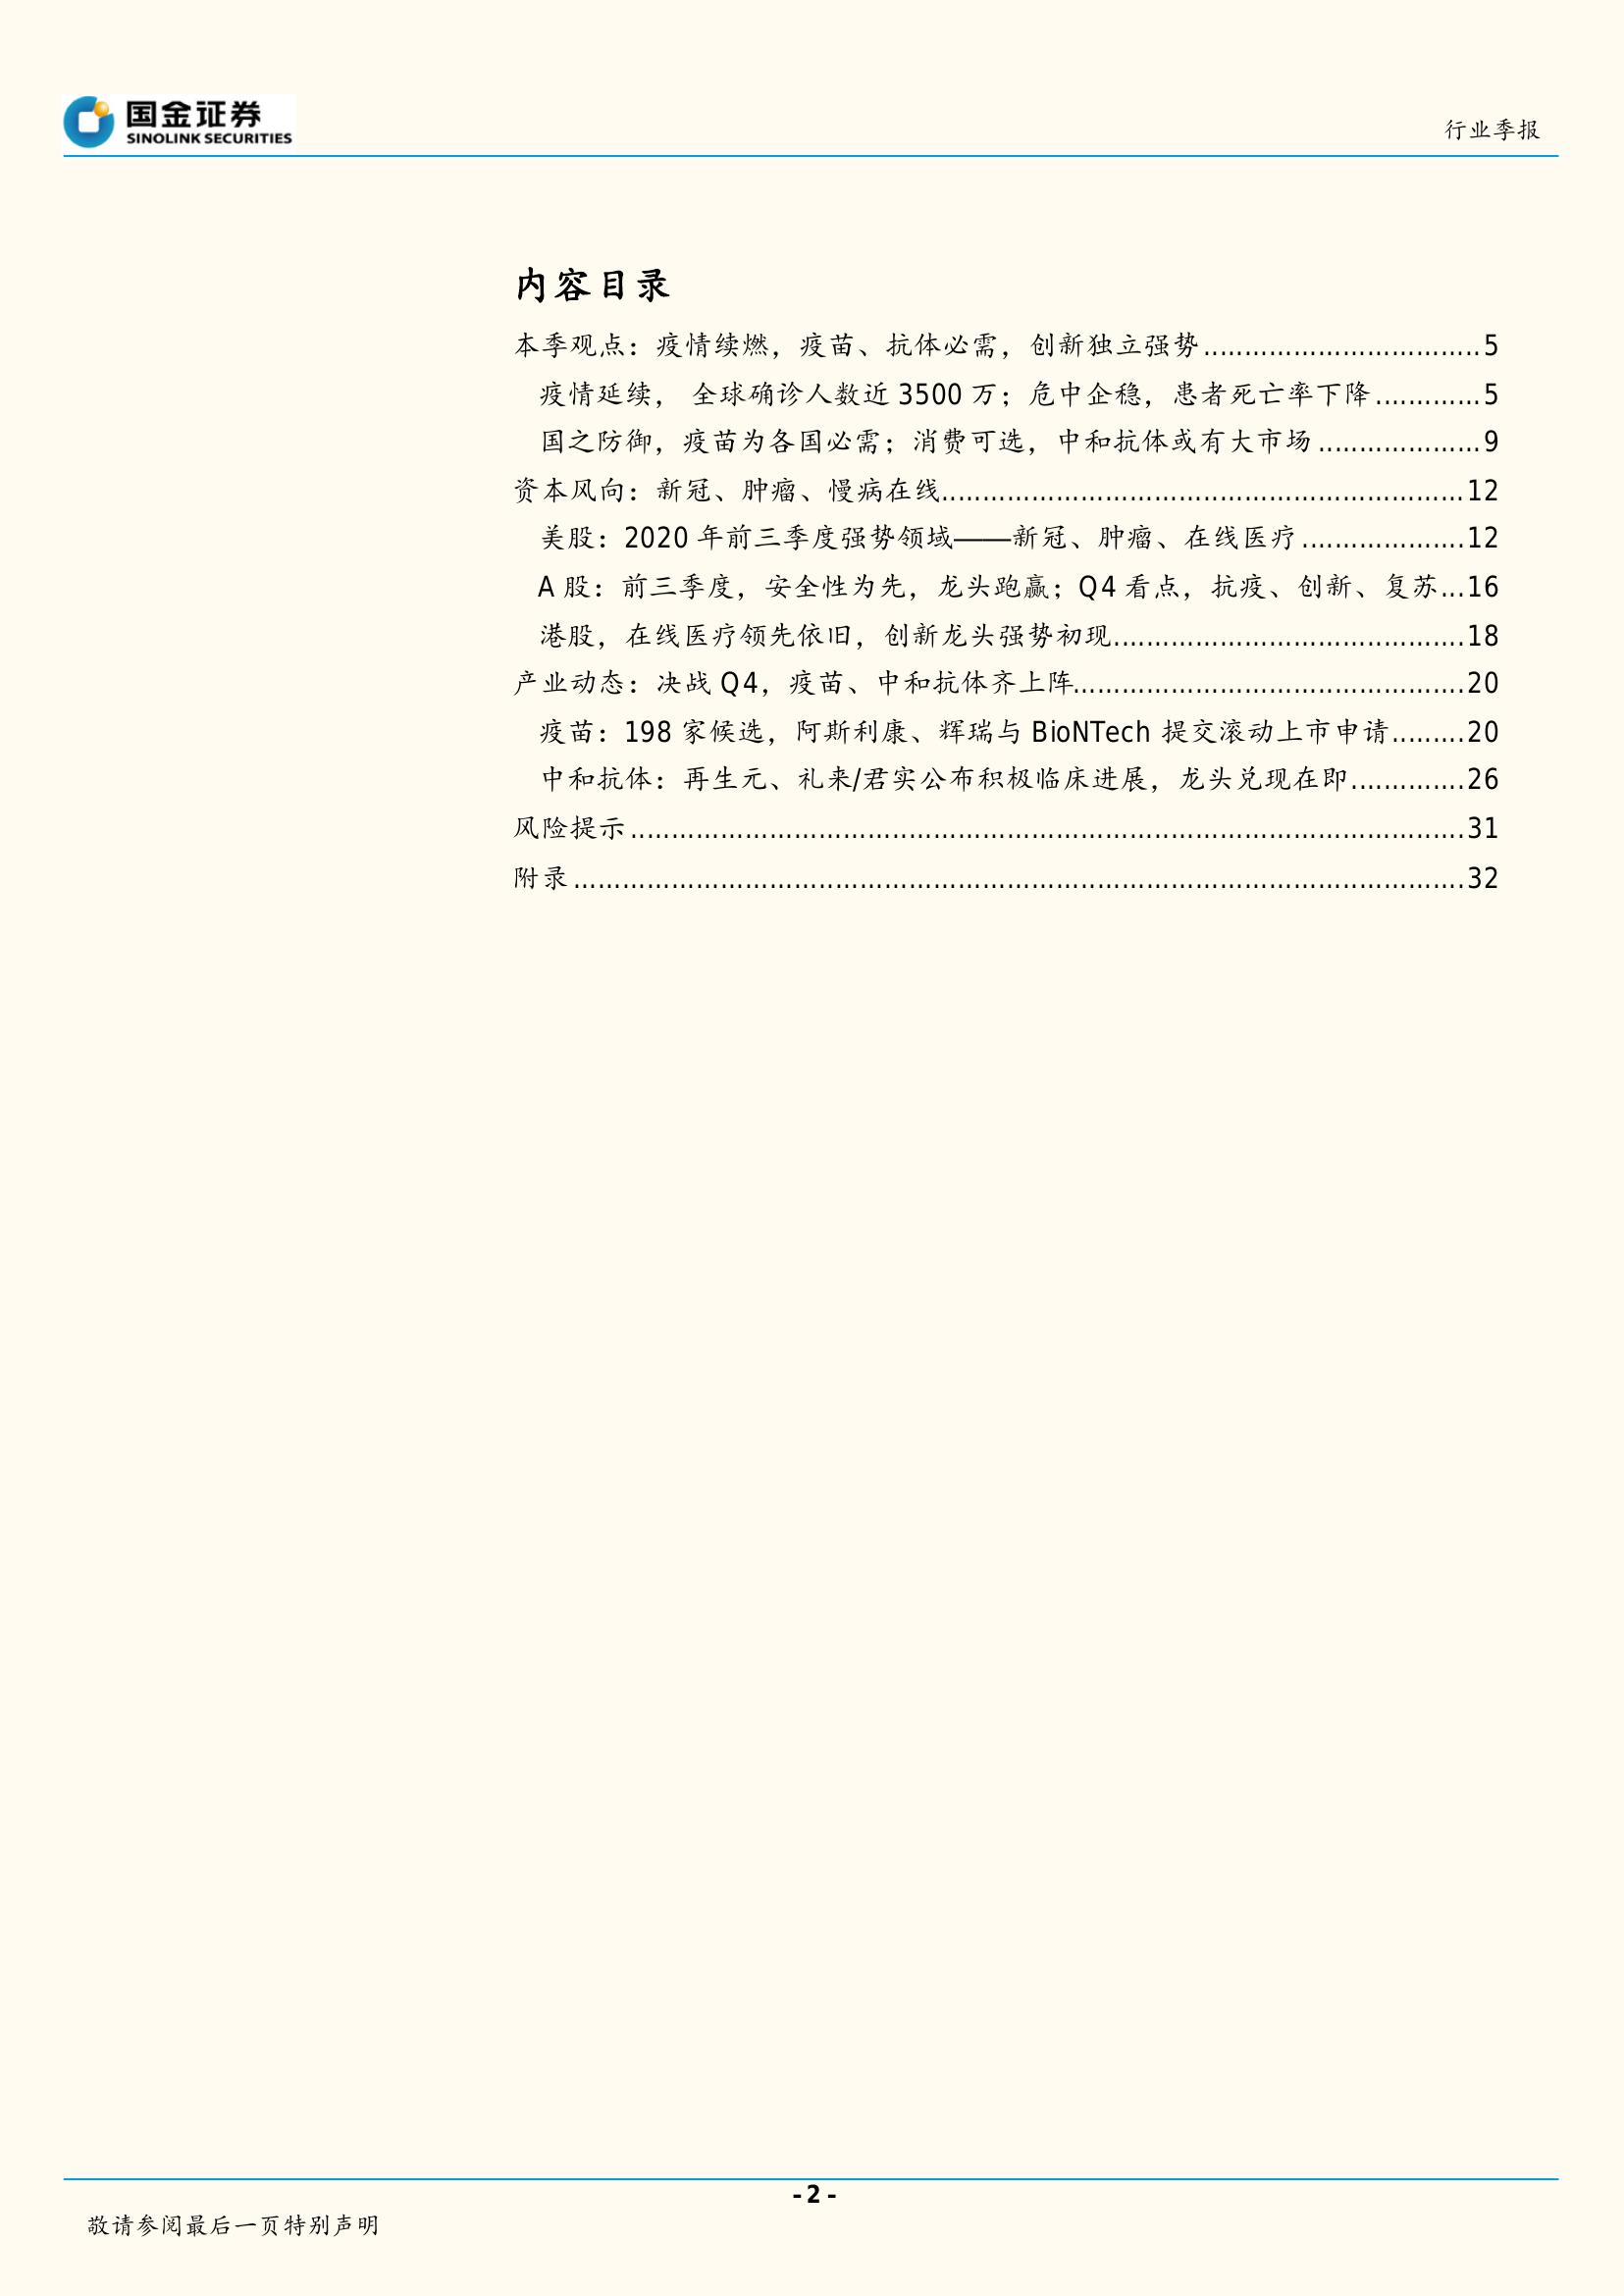 国金证券
SINOLINK SECURITIES
行业季报
内容目录
本季观点：疫情续燃，疫苗、抗体必需，创新独立强势..................................5
疫情延续， 全球确诊人数近 3500 万；危中企稳，患者死亡率下降.............5
国之防御，疫苗为各国必需；消费可选，中和抗体或有大市场....................9
资本风向：新冠、肿瘤、慢病在线................................................................12
美股：2020 年前三季度强势领域——新冠、肿瘤、在线医疗....................12
A 股：前三季度，安全性为先，龙头跑赢；Q4 看点，抗疫、创新、复苏...16
港股，在线医疗领先依旧，创新龙头强势初现...........................................18
产业动态：决战 Q4，疫苗、中和抗体齐上阵................................................20
疫苗：198 家候选，阿斯利康、辉瑞与 BioNTech 提交滚动上市申请.........20
中和抗体：再生元、礼来/君实公布积极临床进展，龙头兑现在即..............26
风险提示......................................................................................................31
附录.............................................................................................................32
- 2 -
敬请参阅最后一页特别声明